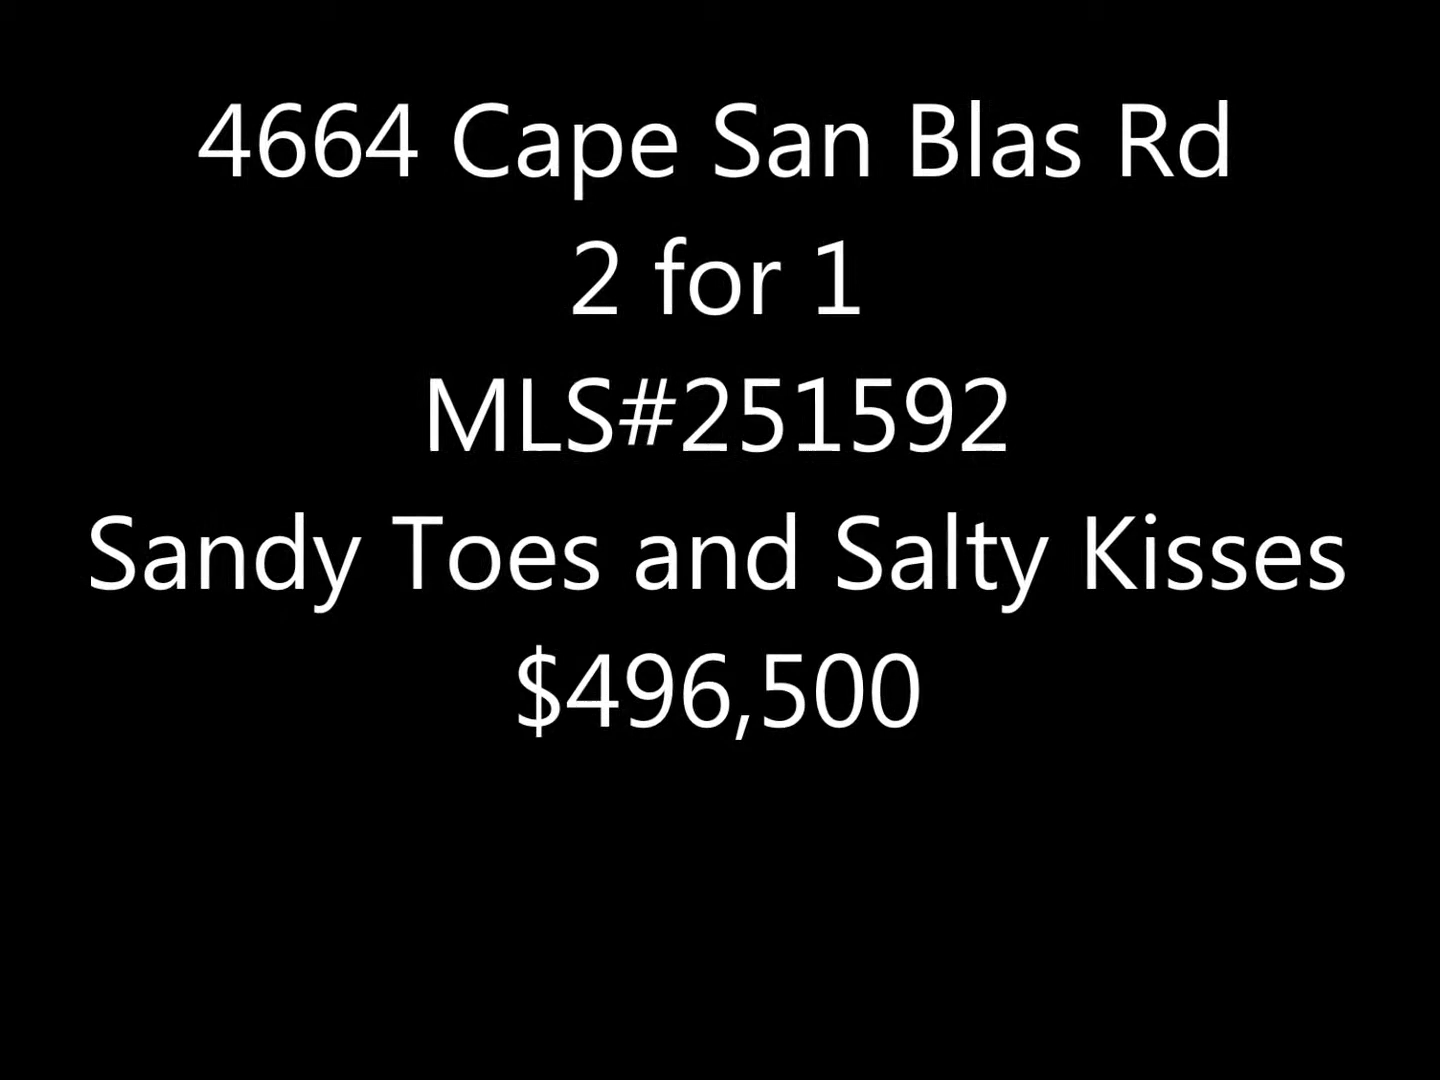 4664 Cape San Blas Rd
2 for 1
MLS#251592
Sandy Toes and Salty Kisses
$496,500